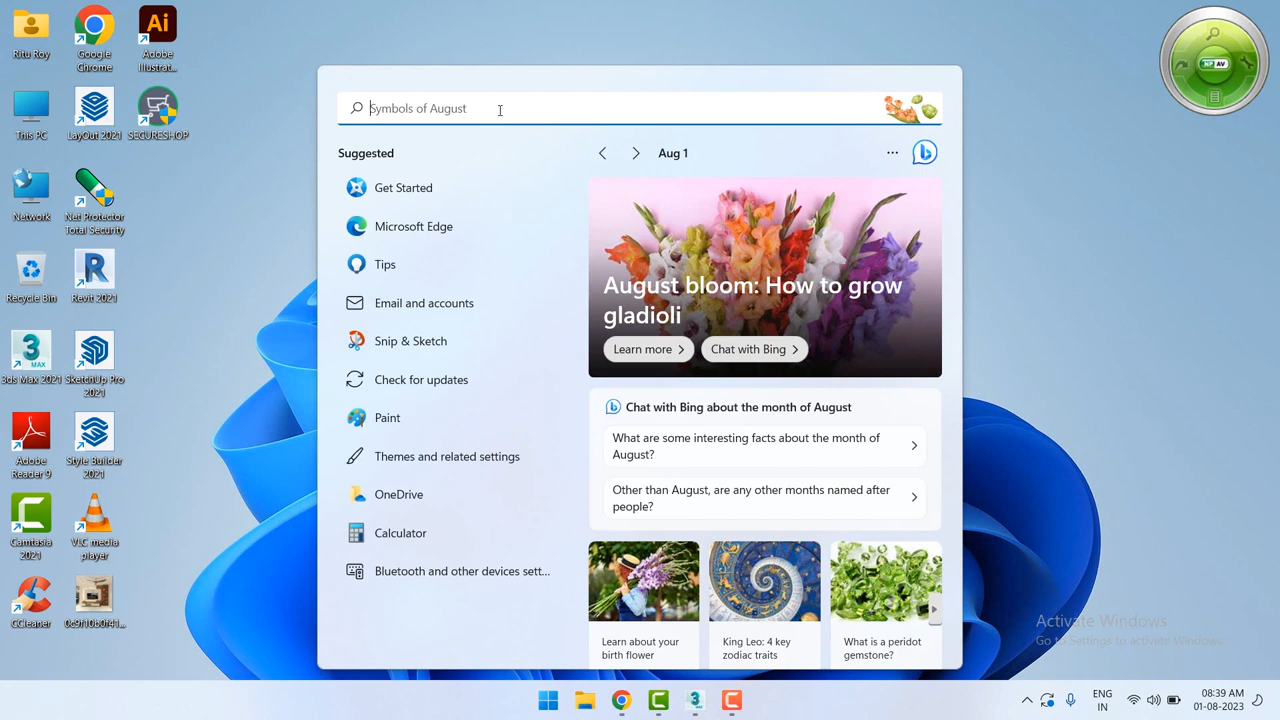 Ritu Roy
Google
Chrome
Ai
Adobe
Illustrat...
This PC
LayOut 2021
SECURESHOP
Network
Net Protector
Total Security
Recycle Bin
Revit 2021
3ds Max 2021
SketchUp Pro
2021
Adobe
Reader 9
Style Builder
2021
Camtasia
2021
VLC media
player
CCleaner
0c9f10b0f41...
NP AV
Symbols of August
Suggested
Get Started
Microsoft Edge
Tips
Email and accounts
Snip & Sketch
Check for updates
Paint
Themes and related settings
OneDrive
Calculator
Bluetooth and other devices sett...
Aug 1
August bloom: How to grow
gladioli
Learn more
Chat with Bing
Chat with Bing about the month of August
What are some interesting facts about the month of
August?
Other than August, are any other months named after
people?
Learn about your
birth flower
King Leo: 4 key
zodiac traits
What is a peridot
gemstone?
Activate Windows
Go to Settings to activate Windows.
ENG
IN
08:39 AM
01-08-2023